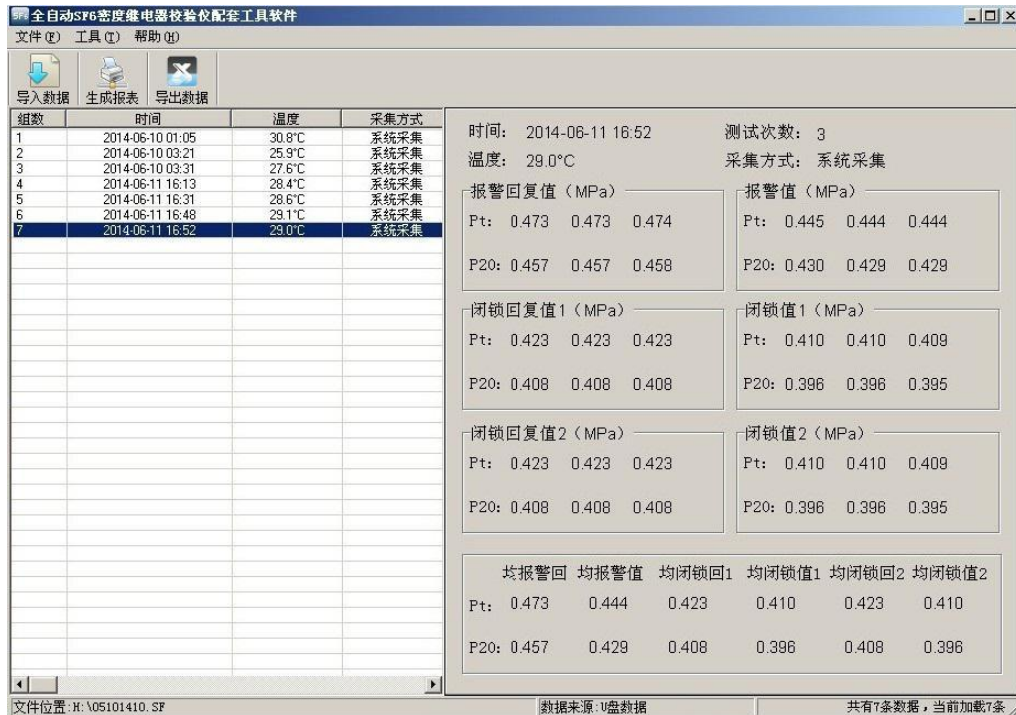 SF6 全自动SF6密度继电器校验仪配套工具软件
文件(F) 工具(T) 帮助(H)
导入数据 生成报表 导出数据
组数 时间 温度 采集方式
1 2014-06-10 01:05 30.8°C 系统采集
2 2014-06-10 03:21 25.9°C 系统采集
3 2014-06-10 03:31 27.6°C 系统采集
4 2014-06-11 16:13 28.4°C 系统采集
5 2014-06-11 16:31 28.6°C 系统采集
6 2014-06-11 16:48 29.1°C 系统采集
7 2014-06-11 16:52 29.0°C 系统采集
时间: 2014-06-11 16:52 测试次数: 3
温度: 29.0°C 采集方式: 系统采集
报警回复值（MPa）
Pt: 0.473 0.473 0.474
P20: 0.457 0.457 0.458
报警值（MPa）
Pt: 0.445 0.444 0.444
P20: 0.430 0.429 0.429
闭锁回复值1（MPa）
Pt: 0.423 0.423 0.423
P20: 0.408 0.408 0.408
闭锁值1（MPa）
Pt: 0.410 0.410 0.409
P20: 0.396 0.396 0.395
闭锁回复值2（MPa）
Pt: 0.423 0.423 0.423
P20: 0.408 0.408 0.408
闭锁值2（MPa）
Pt: 0.410 0.410 0.409
P20: 0.396 0.396 0.395
均报警回 均报警值 均闭锁回1 均闭锁值1 均闭锁回2 均闭锁值2
Pt: 0.473 0.444 0.423 0.410 0.423 0.410
P20: 0.457 0.429 0.408 0.396 0.408 0.396
文件位置:H:\05101410.SF 数据来源:U盘数据 共有7条数据，当前加载7条